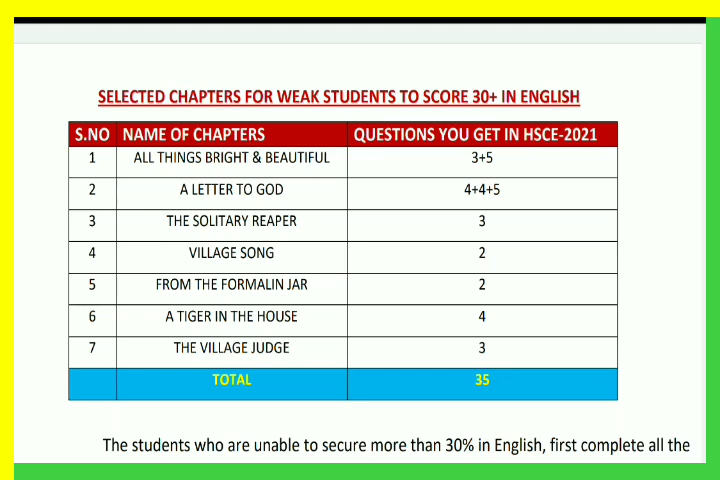 SELECTED CHAPTERS FOR WEAK STUDENTS TO SCORE 30+ IN ENGLISH
S.NO NAME OF CHAPTERS QUESTIONS YOU GET IN HSCE-2021
1 ALL THINGS BRIGHT & BEAUTIFUL 3+5
2 A LETTER TO GOD 4+4+5
3 THE SOLITARY REAPER 3
4 VILLAGE SONG 2
5 FROM THE FORMALIN JAR 2
6 A TIGER IN THE HOUSE 4
7 THE VILLAGE JUDGE 3
TOTAL 35
The students who are unable to secure more than 30% in English, first complete all the